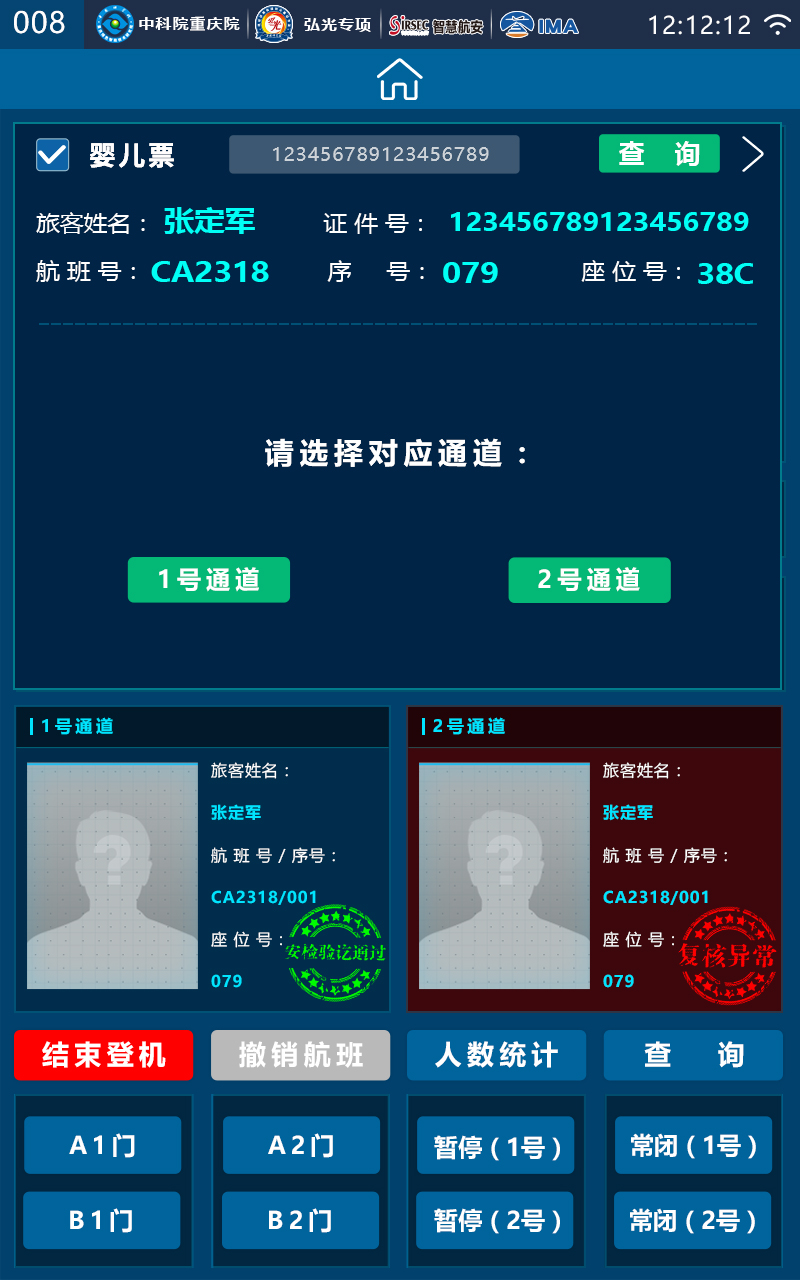 008 中科院重庆院 弘光专项 SiRSEC 智慧航安 IMA 12:12:12
婴儿票 123456789123456789 查 询
旅客姓名： 张定军 证件号： 123456789123456789
航班号： CA2318 序 号： 079 座位号： 38C
请选择对应通道：
1号通道 2号通道
1号通道
旅客姓名：
张定军
航班号/序号：
CA2318/001
座位号：
079
安检验讫通过
2号通道
旅客姓名：
张定军
航班号/序号：
CA2318/001
座位号：
079
复核异常
结束登机 撤销航班 人数统计 查 询
A1门 A2门 暂停（1号） 常闭（1号）
B1门 B2门 暂停（2号） 常闭（2号）